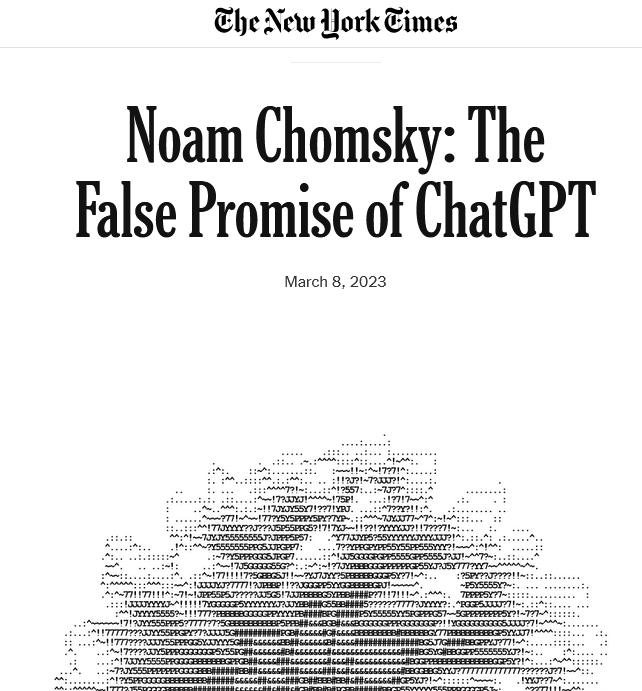 The New York Times
Noam Chomsky: The
False Promise of ChatGPT
March 8, 2023